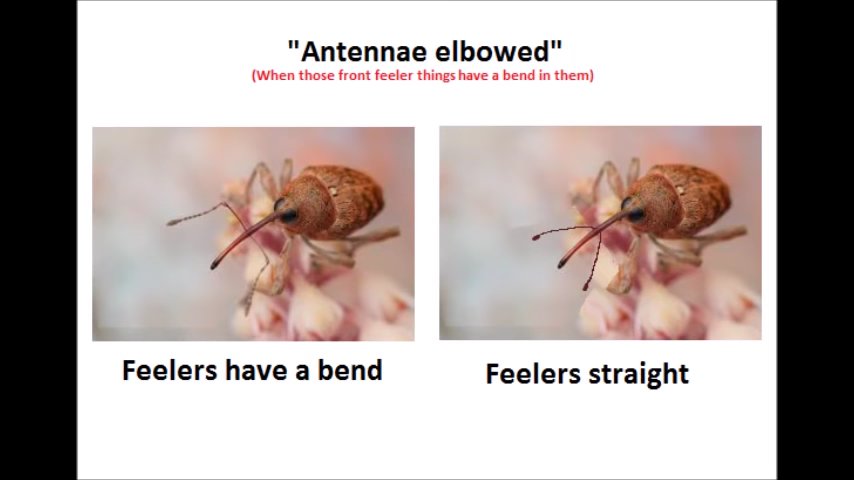 "Antennae elbowed"
(When those front feeler things have a bend in them)
Feelers have a bend
Feelers straight